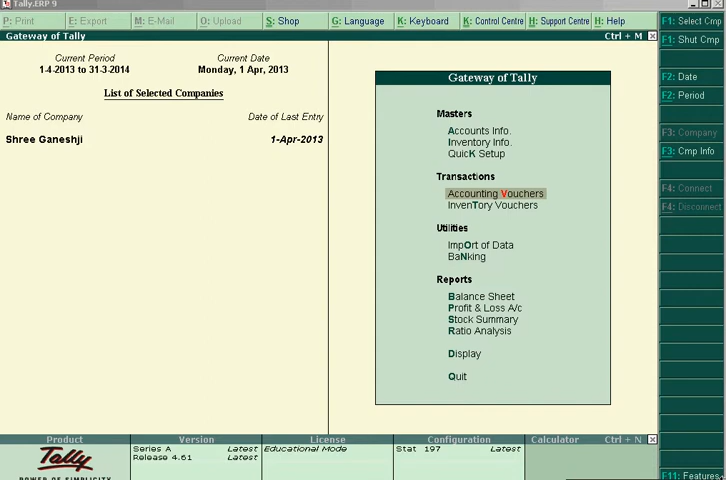 Tally.ERP 9
P: Print E: Export M: E-Mail O: Upload S: Shop G: Language K: Keyboard K: Control Centre H: Support Centre H: Help
Gateway of Tally Ctrl + M
Current Period Current Date
1-4-2013 to 31-3-2014 Monday, 1 Apr, 2013
List of Selected Companies
Name of Company Date of Last Entry
Shree Ganeshji 1-Apr-2013
Gateway of Tally
Masters
Accounts Info.
Inventory Info.
QuicK Setup
Transactions
Accounting Vouchers
InvenTory Vouchers
Utilities
ImpOrt of Data
BaNking
Reports
Balance Sheet
Profit & Loss A/c
Stock Summary
Ratio Analysis
Display
Quit
F1: Select Cmp
F1: Shut Cmp
F2: Date
F2: Period
F3: Company
F3: Cmp Info
F4: Connect
F4: Disconnect
F11: Features
Product Version License Configuration Calculator Ctrl + N
Tally
POWER OF SIMPLICITY
Series A Latest
Release 4.61 Latest
Educational Mode
Stat 197 Latest